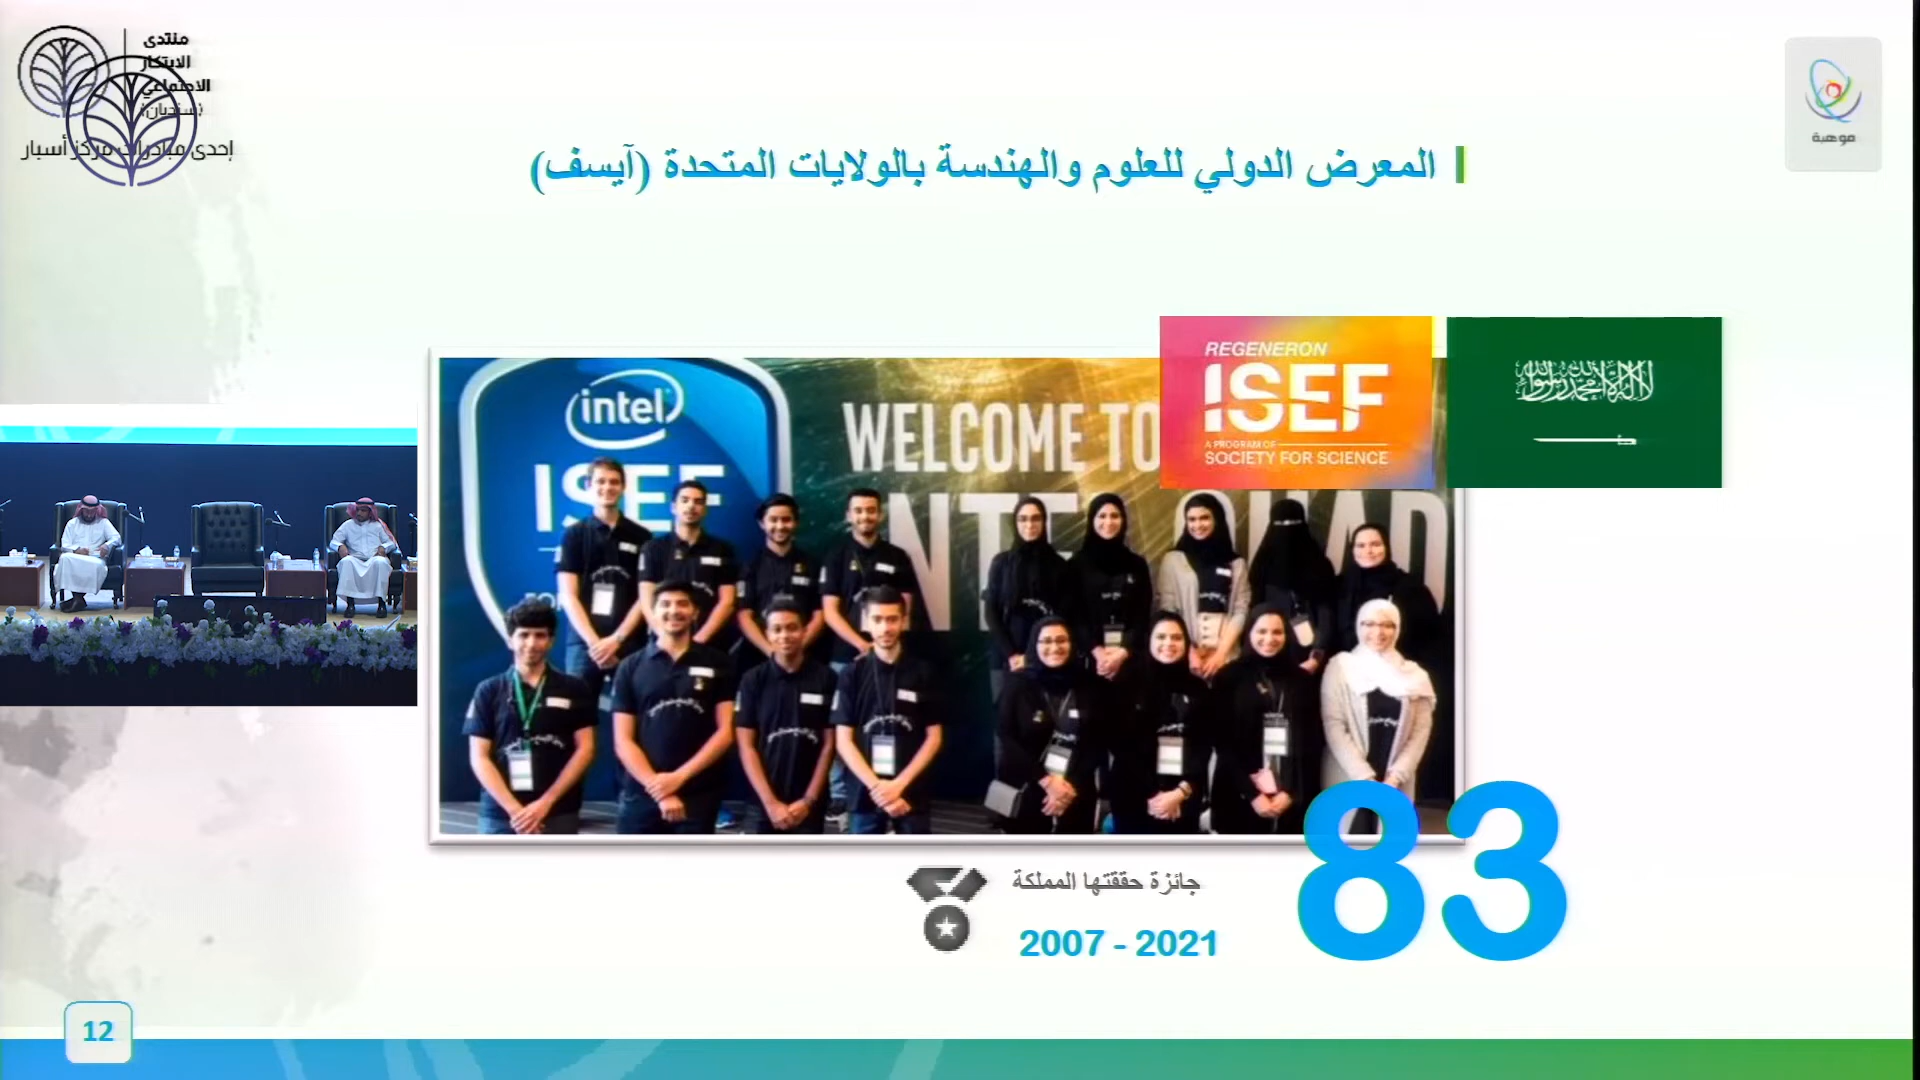 منتدى
الابتكار
الاجتماعي
إحدى مبادرات مركز أسبار
موهبة
المعرض الدولي للعلوم والهندسة بالولايات المتحدة (آيسف)
REGENERON
ISEF
A PROGRAM OF
SOCIETY FOR SCIENCE
لا إله إلا الله محمد رسول الله
intel
ISEF
WELCOME TO
83
جائزة حققتها المملكة
2007 - 2021
12